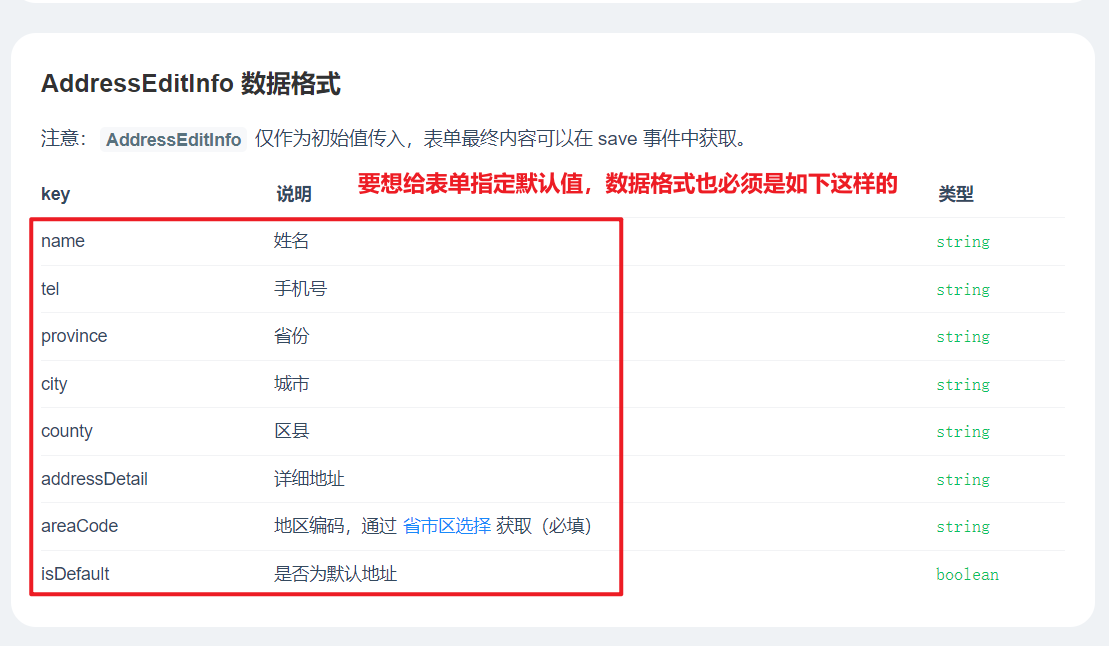 AddressEditInfo 数据格式
注意： AddressEditInfo 仅作为初始值传入，表单最终内容可以在 save 事件中获取。
要想给表单指定默认值，数据格式也必须是如下这样的
key 说明 类型
name 姓名 string
tel 手机号 string
province 省份 string
city 城市 string
county 区县 string
addressDetail 详细地址 string
areaCode 地区编码，通过 省市区选择 获取（必填） string
isDefault 是否为默认地址 boolean